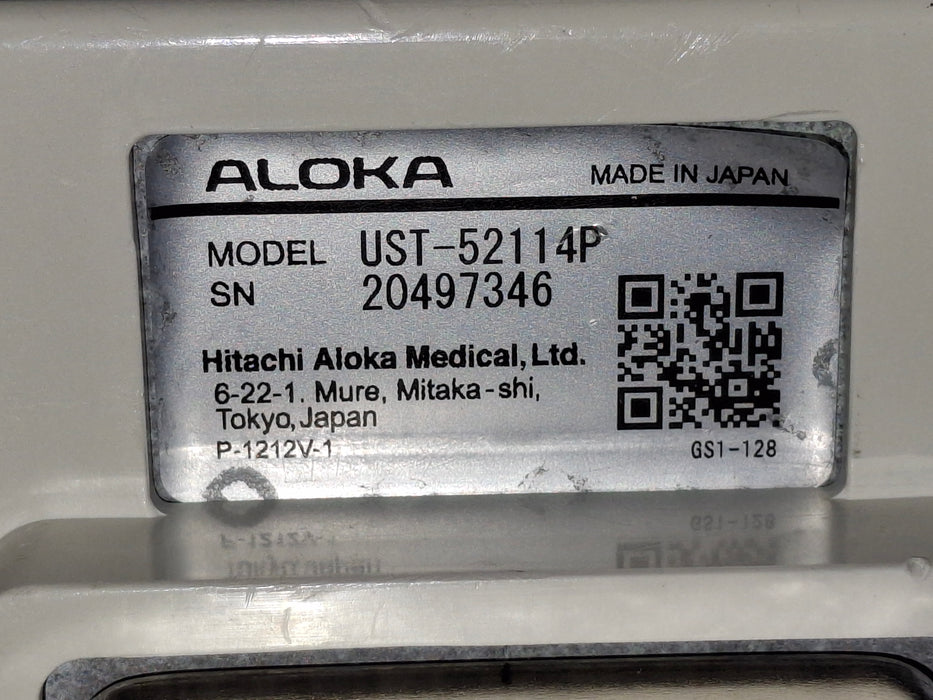 ALOKA
MADE IN JAPAN
MODEL UST-52114P
SN 20497346
Hitachi Aloka Medical, Ltd.
6-22-1. Mure, Mitaka-shi,
Tokyo, Japan
P-1212V-1
GS1-128